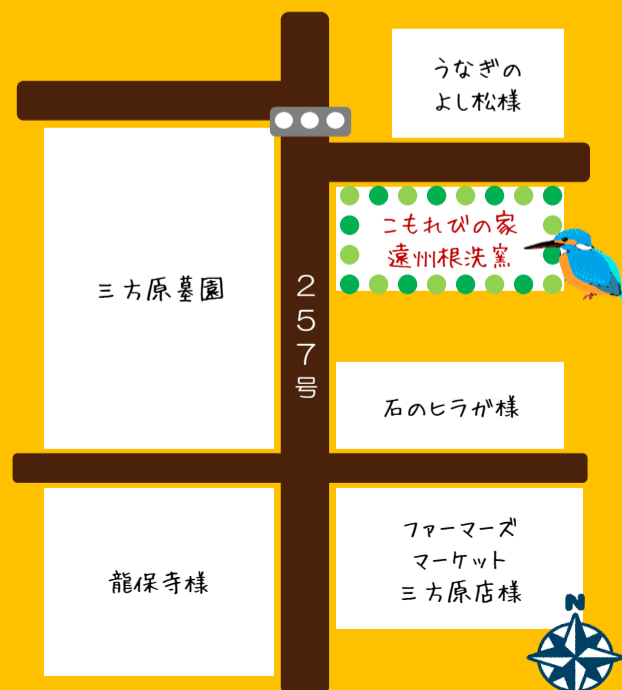 うなぎの
よし松様
こもれびの家
遠州根洗窯
三方原墓園
257号
石のヒラガ様
ファーマーズ
マーケット
三方原店様
龍保寺様
N